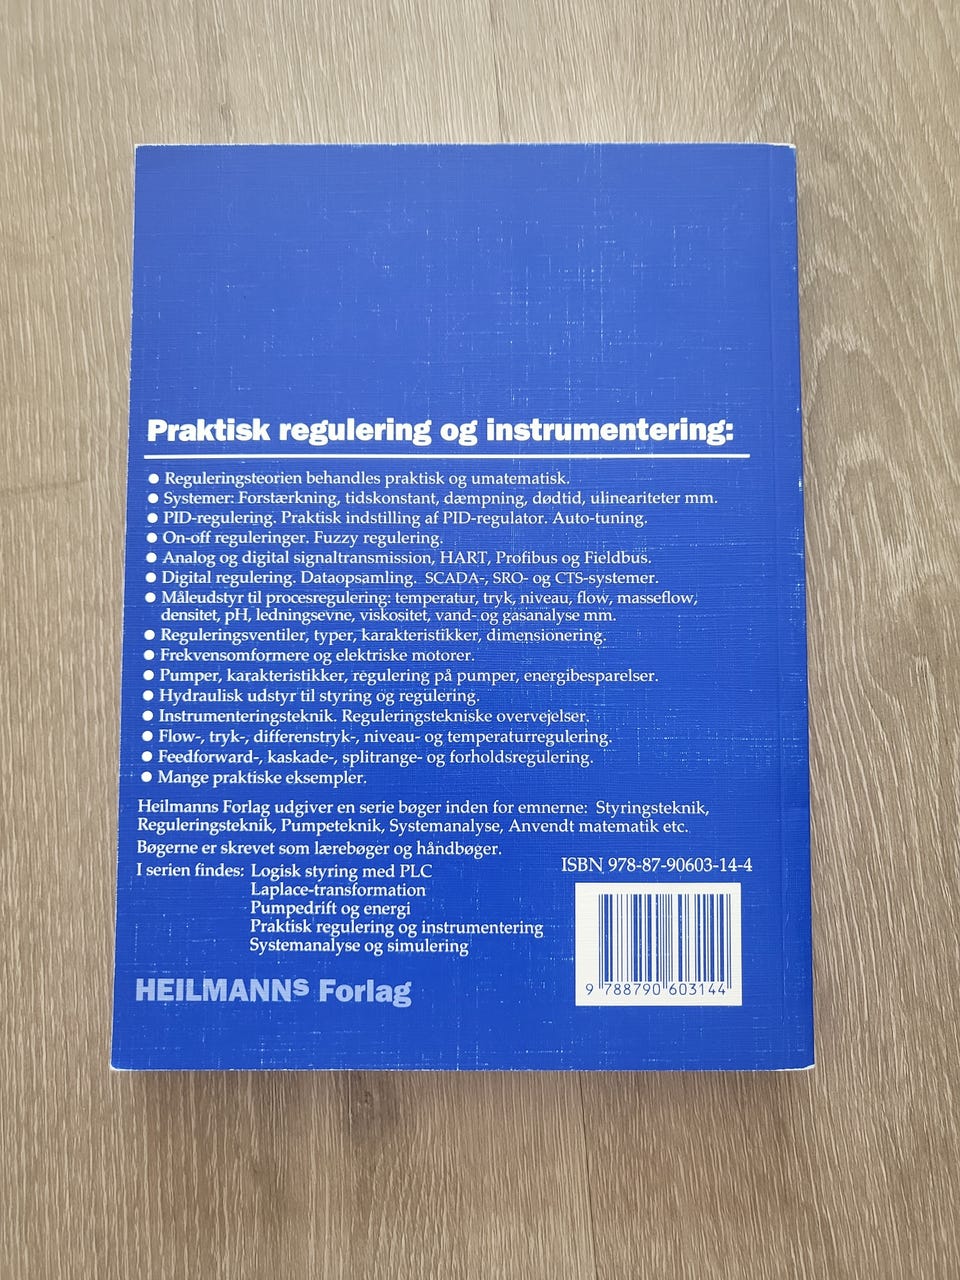 Praktisk regulering og instrumentering:
● Reguleringsteorien behandles praktisk og umatematisk.
● Systemer: Forstærkning, tidskonstant, dæmpning, dødtid, ulineariteter mm.
● PID-regulering. Praktisk indstilling af PID-regulator. Auto-tuning.
● On-off reguleringer. Fuzzy regulering.
● Analog og digital signaltransmission, HART, Profibus og Fieldbus.
● Digital regulering. Dataopsamling. SCADA-, SRO- og CTS-systemer.
● Måleudstyr til procesregulering: temperatur, tryk, niveau, flow, masseflow,
densitet, pH, ledningsevne, viskositet, vand- og gasanalyse mm.
● Reguleringsventiler, typer, karakteristikker, dimensionering.
● Frekvensomformere og elektriske motorer.
● Pumper, karakteristikker, regulering på pumper, energibesparelser.
● Hydraulisk udstyr til styring og regulering.
● Instrumenteringsteknik. Reguleringstekniske overvejelser.
● Flow-, tryk-, differenstryk-, niveau- og temperaturregulering.
● Feedforward-, kaskade-, splitrange- og forholdsregulering.
● Mange praktiske eksempler.
Heilmanns Forlag udgiver en serie bøger inden for emnerne: Styringsteknik,
Reguleringsteknik, Pumpeteknik, Systemanalyse, Anvendt matematik etc.
Bøgerne er skrevet som lærebøger og håndbøger.
I serien findes: Logisk styring med PLC
Laplace-transformation
Pumpedrift og energi
Praktisk regulering og instrumentering
Systemanalyse og simulering
HEILMANNS Forlag
ISBN 978-87-90603-14-4
9 788790 603144